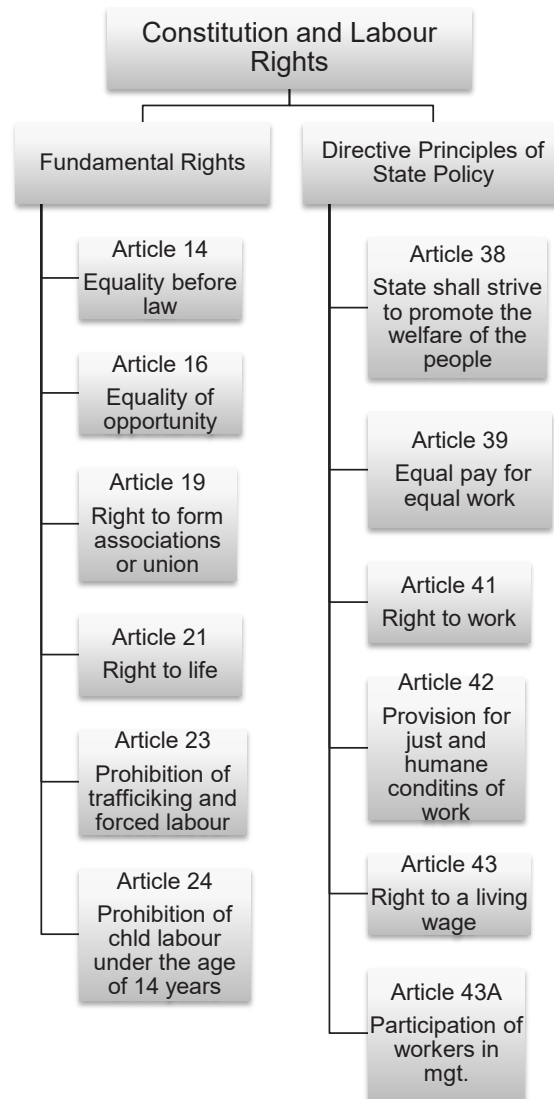 Constitution and Labour
Rights
Fundamental Rights
Article 14
Equality before
law
Article 16
Equality of
opportunity
Article 19
Right to form
associations
or union
Article 21
Right to life
Article 23
Prohibition of
trafficiking and
forced labour
Article 24
Prohibition of
chld labour
under the age
of 14 years
Directive Principles of
State Policy
Article 38
State shall strive
to promote the
welfare of the
people
Article 39
Equal pay for
equal work
Article 41
Right to work
Article 42
Provision for
just and
humane
conditins of
work
Article 43
Right to a living
wage
Article 43A
Participation of
workers in
mgt.